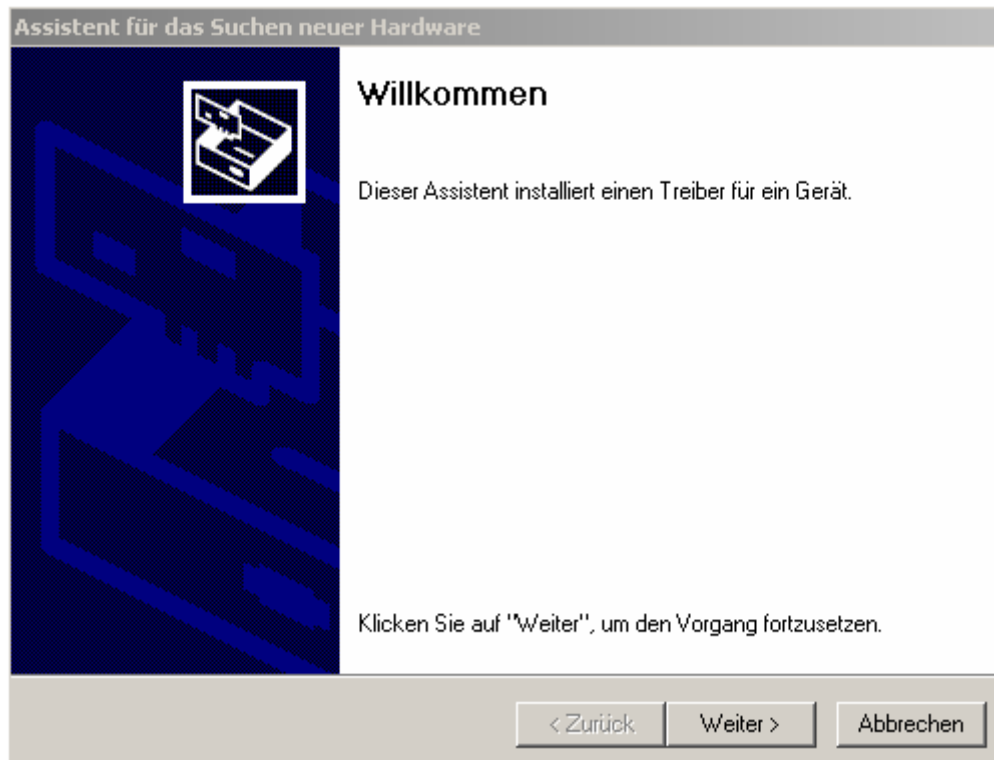 Assistent für das Suchen neuer Hardware
Willkommen
Dieser Assistent installiert einen Treiber für ein Gerät.
Klicken Sie auf "Weiter", um den Vorgang fortzusetzen.
< Zurück Weiter > Abbrechen